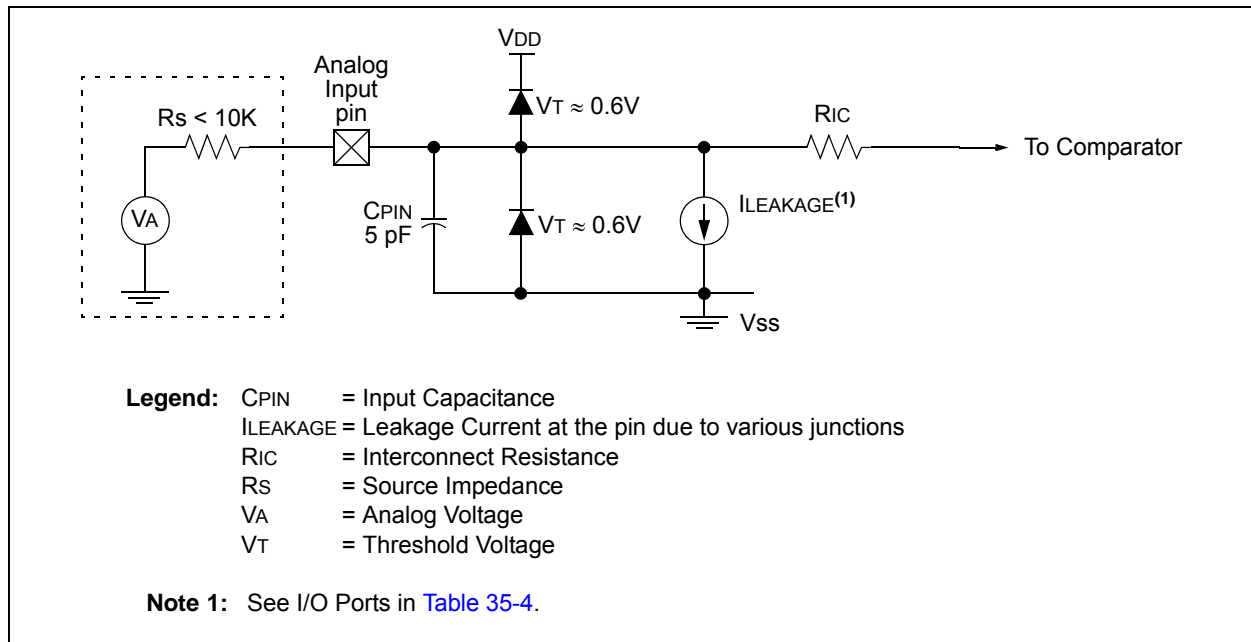 VDD
Analog
Input
pin
Rs < 10K
VT ≈ 0.6V
RIC
To Comparator
VA
CPIN
5 pF
VT ≈ 0.6V
ILEAKAGE(1)
Vss
Legend: CPIN = Input Capacitance
ILEAKAGE = Leakage Current at the pin due to various junctions
RIC = Interconnect Resistance
RS = Source Impedance
VA = Analog Voltage
VT = Threshold Voltage
Note 1: See I/O Ports in Table 35-4.